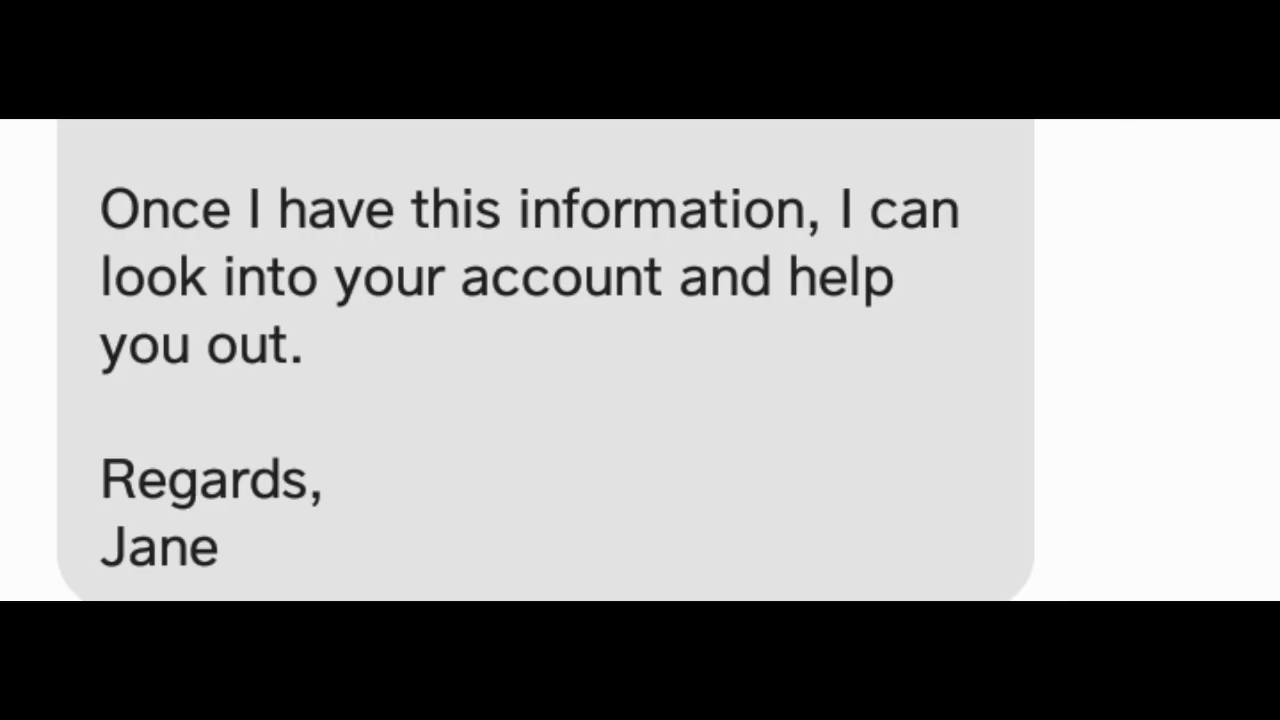 Once I have this information, I can
look into your account and help
you out.
Regards,
Jane